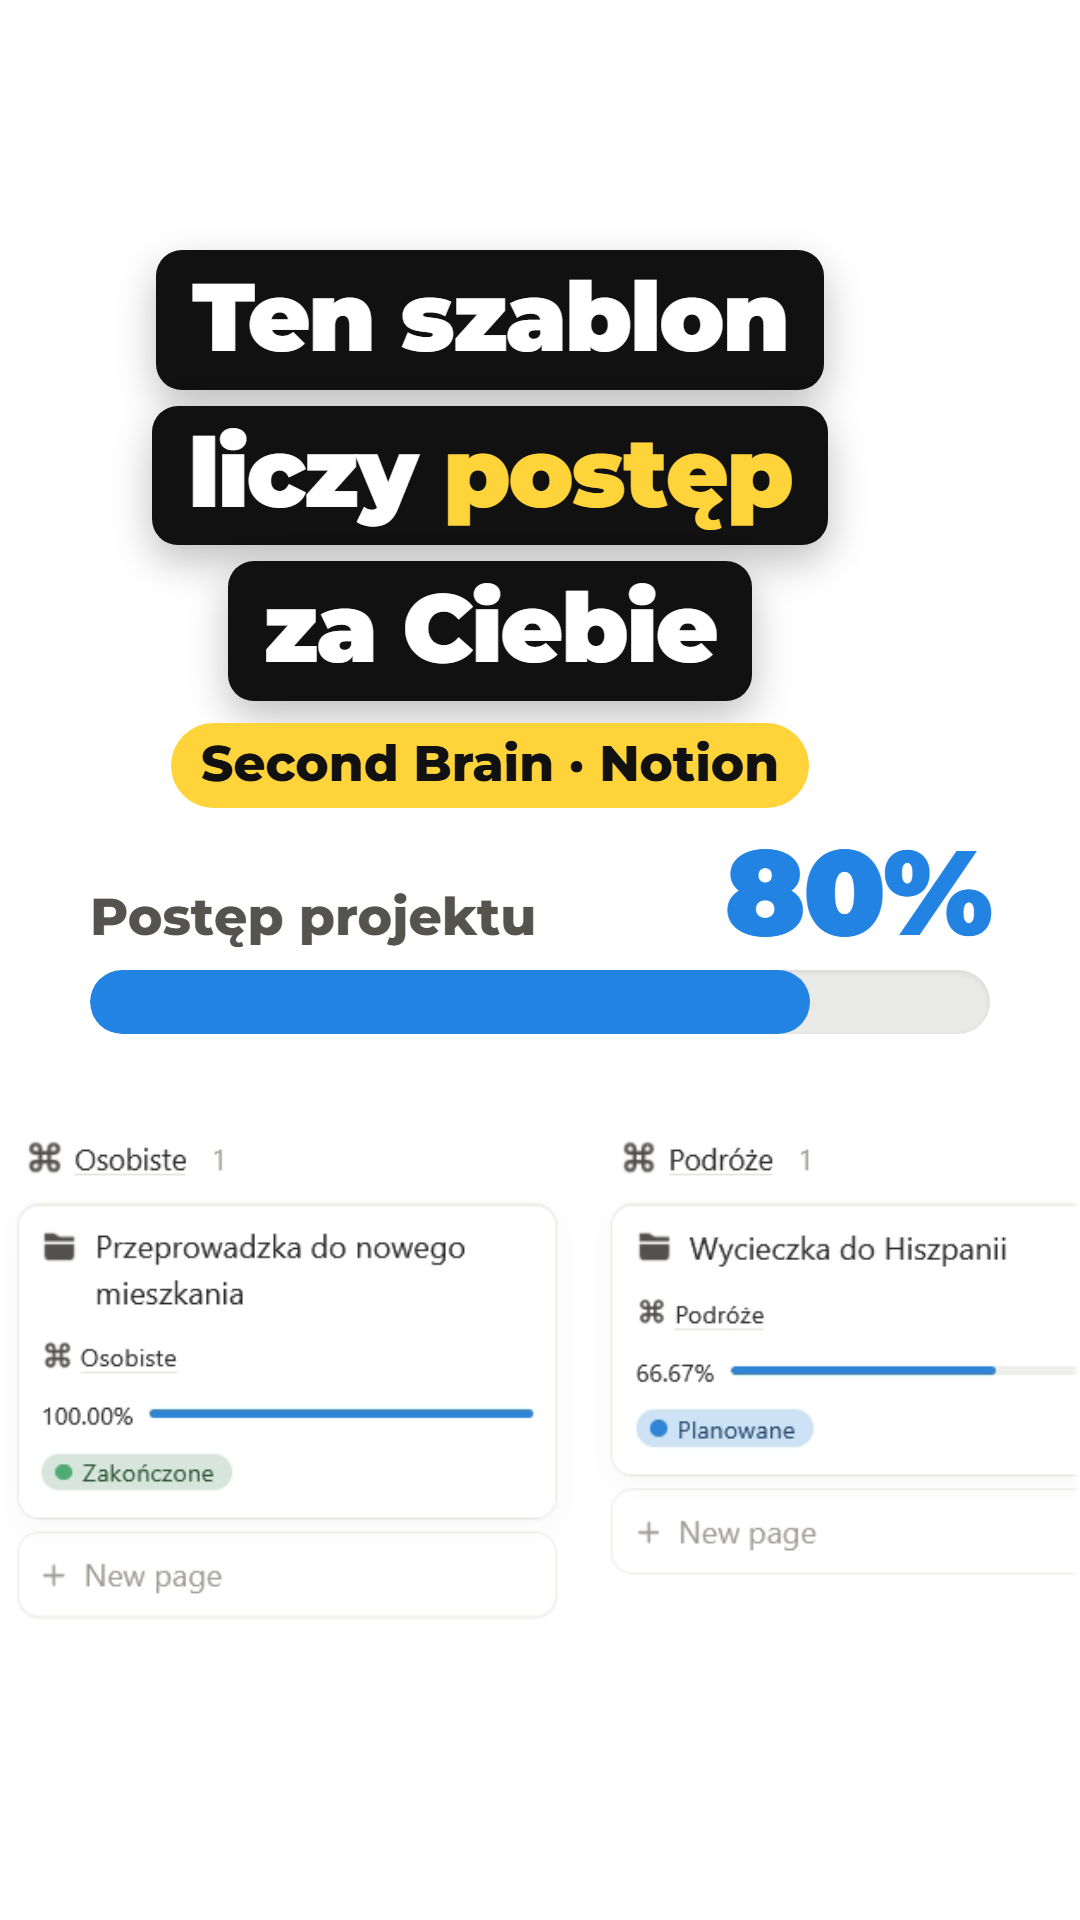 Ten szablon
liczy postęp
za Ciebie
Second Brain · Notion
Postęp projektu 80%
Osobiste 1
Przeprowadzka do nowego
mieszkania
Osobiste
100.00%
Zakończone
+ New page
Podróże 1
Wycieczka do Hiszpanii
Podróże
66.67%
Planowane
+ New page